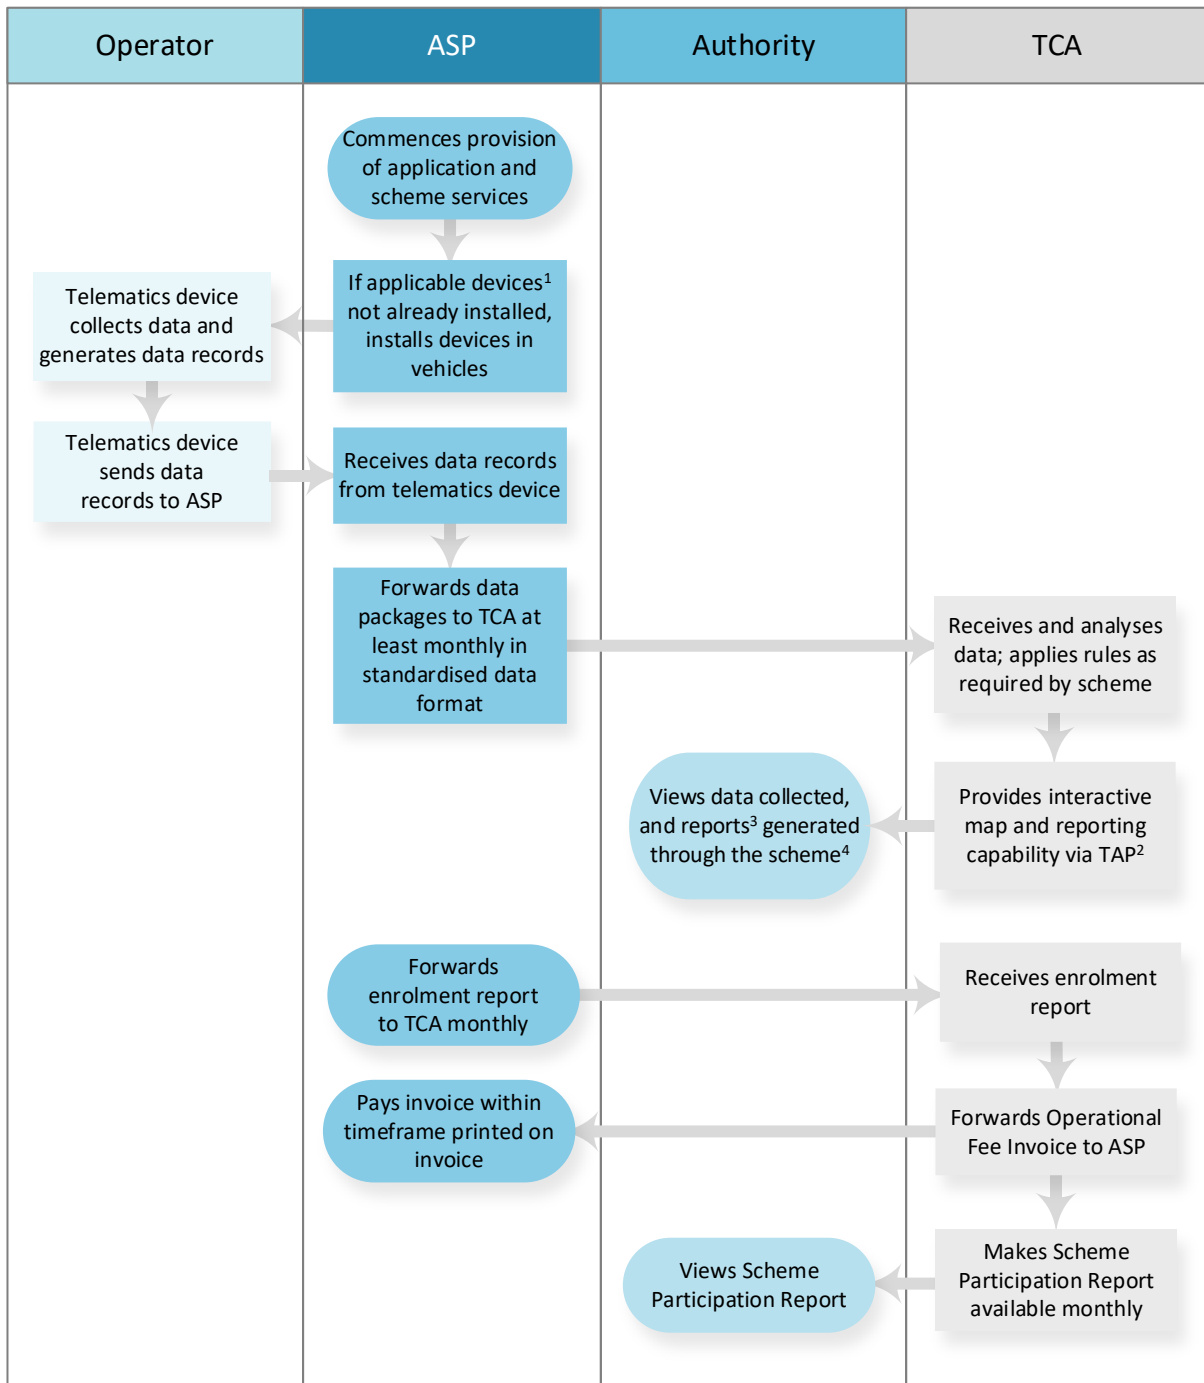 Operator
ASP
Authority
TCA
Commences provision
of application and
scheme services
If applicable devices¹
not already installed,
installs devices in
vehicles
Telematics device
collects data and
generates data records
Telematics device
sends data
records to ASP
Receives data records
from telematics device
Forwards data
packages to TCA at
least monthly in
standardised data
format
Receives and analyses
data; applies rules as
required by scheme
Provides interactive
map and reporting
capability via TAP²
Views data collected,
and reports³ generated
through the scheme⁴
Forwards
enrolment report
to TCA monthly
Receives enrolment
report
Forwards Operational
Fee Invoice to ASP
Pays invoice within
timeframe printed on
invoice
Makes Scheme
Participation Report
available monthly
Views Scheme
Participation Report